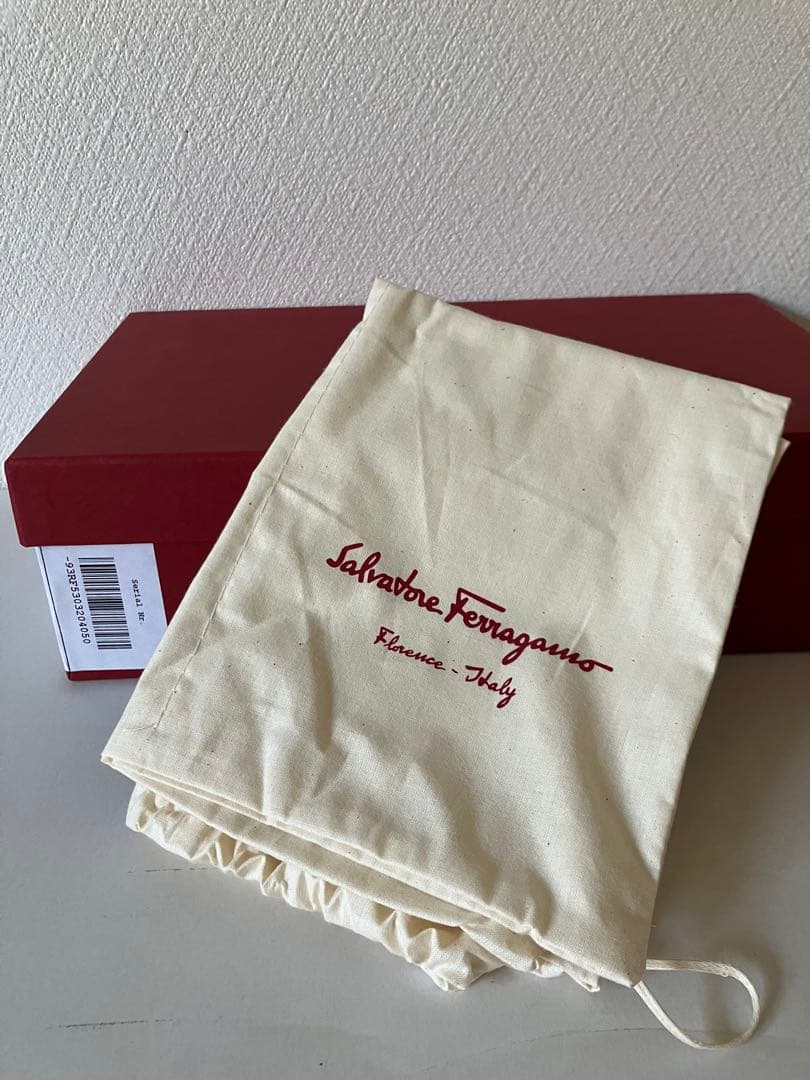 Salvatore Ferragamo
Florence - Italy
Serial Nr.
-93RF5303204050